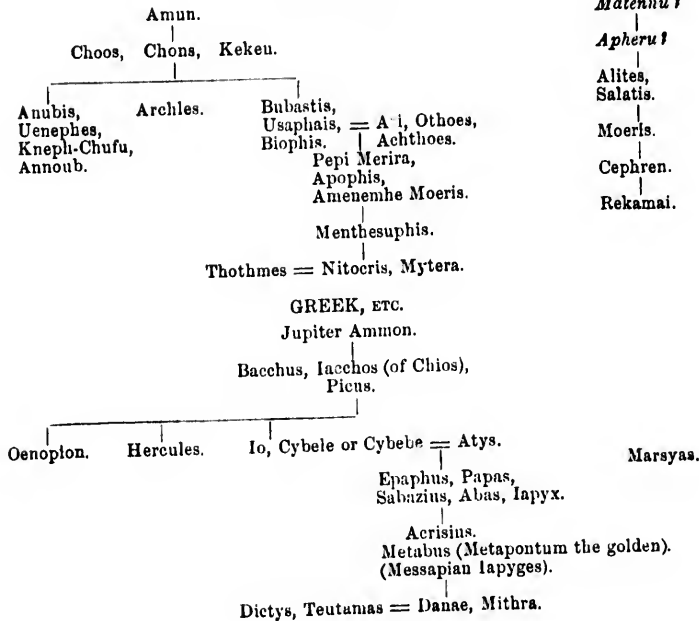 Amun.
Choos, Chons, Kekeu.
Anubis,
Uenephes,
Kneph-Chufu,
Annoub.
Archles.
Bubastis,
Usaphais, = A i, Othoes,
Biophis. Achthoes.
Pepi Merira,
Apophis,
Amenemhe Moeris.
Menthesuphis.
Thothmes = Nitocris, Mytera.
Matennu ?
Apheru ?
Alites,
Salatis.
Moeris.
Cephren.
Rekamai.
GREEK, ETC.
Jupiter Ammon.
Bacchus, Iacchos (of Chios),
Picus.
Oenopion. Hercules. Io, Cybele or Cybebe = Atys. Marsyas.
Epaphus, Papas,
Sabazius, Abas, Iapyx.
Acrisius.
Metabus (Metapontum the golden).
(Messapian Iapyges).
Dictys, Teutamas = Danae, Mithra.